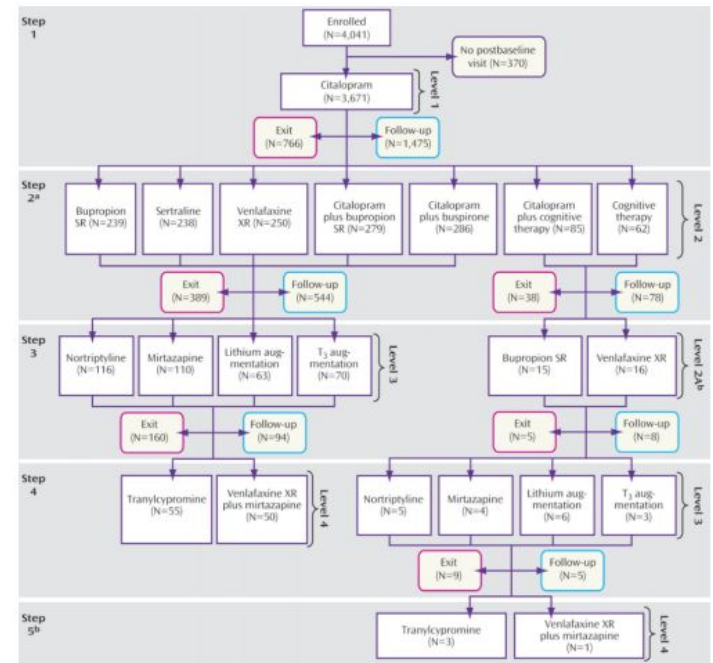 Step
1
Enrolled
(N=4,041)
No postbaseline
visit (N=370)
Citalopram
(N=3,671)
Level 1
Exit
(N=766)
Follow-up
(N=1,475)
Step
2a
Bupropion
SR (N=239)
Sertraline
(N=238)
Venlafaxine
XR (N=250)
Citalopram
plus bupropion
SR (N=279)
Citalopram
plus buspirone
(N=286)
Citalopram
plus cognitive
therapy (N=85)
Cognitive
therapy
(N=62)
Level 2
Exit
(N=389)
Follow-up
(N=544)
Exit
(N=38)
Follow-up
(N=78)
Step
3
Nortriptyline
(N=116)
Mirtazapine
(N=110)
Lithium aug-
mentation
(N=63)
T3 aug-
mentation
(N=70)
Level 3
Bupropion SR
(N=15)
Venlafaxine XR
(N=16)
Level 2Ab
Exit
(N=160)
Follow-up
(N=94)
Exit
(N=5)
Follow-up
(N=8)
Step
4
Tranylcypromine
(N=55)
Venlafaxine XR
plus mirtazapine
(N=50)
Level 4
Nortriptyline
(N=5)
Mirtazapine
(N=4)
Lithium aug-
mentation
(N=6)
T3 aug-
mentation
(N=3)
Level 3
Exit
(N=9)
Follow-up
(N=5)
Step
5b
Tranylcypromine
(N=3)
Venlafaxine XR
plus mirtazapine
(N=1)
Level 4